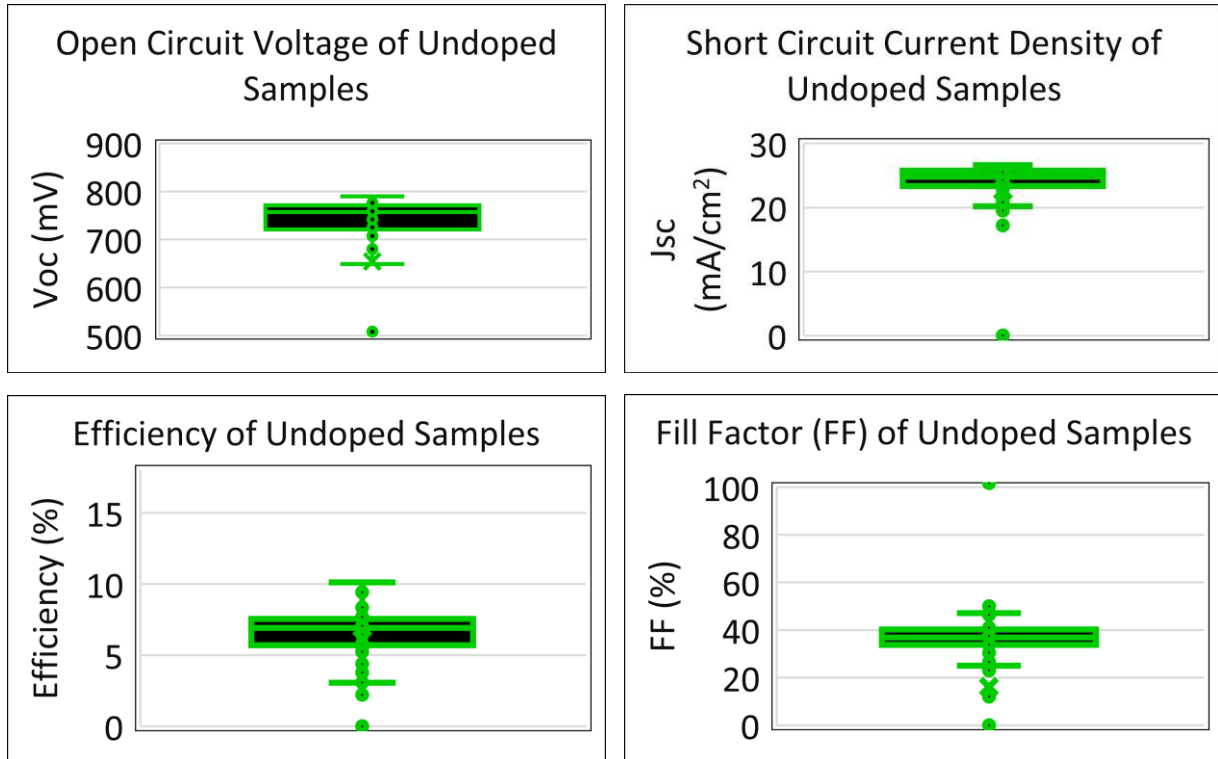 Open Circuit Voltage of Undoped
Samples
Voc (mV)
900
800
700
600
500
Short Circuit Current Density of
Undoped Samples
Jsc
(mA/cm²)
30
20
10
0
Efficiency of Undoped Samples
Efficiency (%)
15
10
5
0
Fill Factor (FF) of Undoped Samples
FF (%)
100
80
60
40
20
0